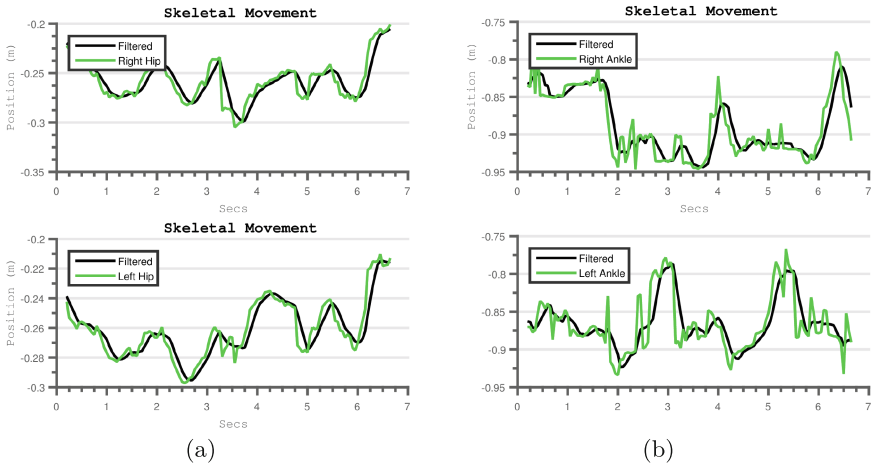 Skeletal Movement
Position (m)
-0.2
-0.25
-0.3
-0.35
Filtered
Right Hip
0 1 2 3 4 5 6 7
Secs
Skeletal Movement
Position (m)
-0.2
-0.22
-0.24
-0.26
-0.28
-0.3
Filtered
Left Hip
0 1 2 3 4 5 6 7
Secs
(a)
Skeletal Movement
Position (m)
-0.75
-0.8
-0.85
-0.9
-0.95
Filtered
Right Ankle
0 1 2 3 4 5 6 7
Secs
-0.75
-0.8
-0.85
-0.9
-0.95
Filtered
Left Ankle
0 1 2 3 4 5 6 7
(b)